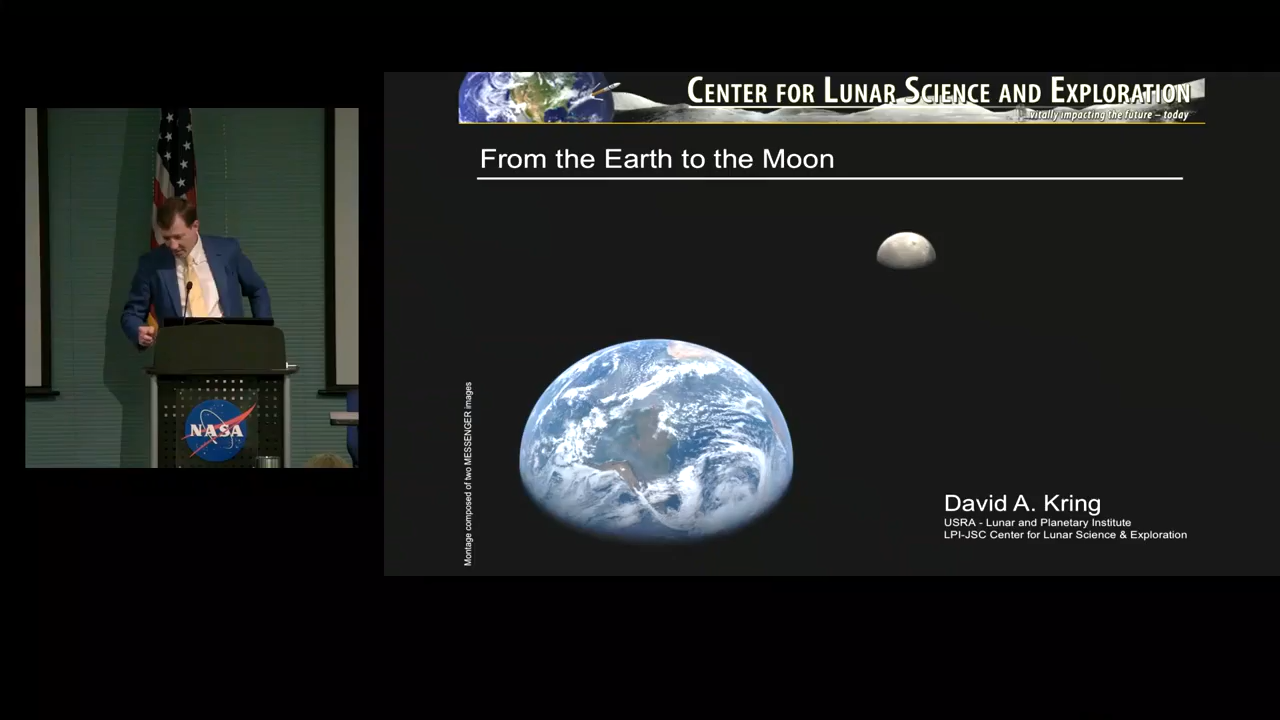 CENTER FOR LUNAR SCIENCE AND EXPLORATION
vitally impacting the future – today
From the Earth to the Moon
Montage composed of two MESSENGER images
NASA
David A. Kring
USRA - Lunar and Planetary Institute
LPI-JSC Center for Lunar Science & Exploration